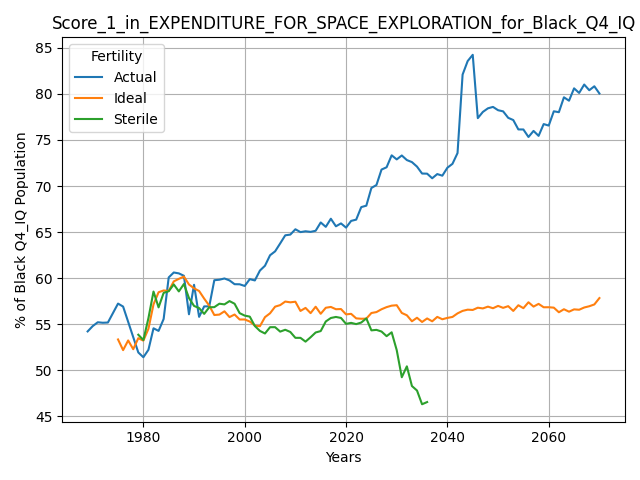 Score_1_in_EXPENDITURE_FOR_SPACE_EXPLORATION_for_Black_Q4_IQ
Fertility
Actual
Ideal
Sterile
% of Black Q4_IQ Population
85
80
75
70
65
60
55
50
45
1980
2000
2020
2040
2060
Years